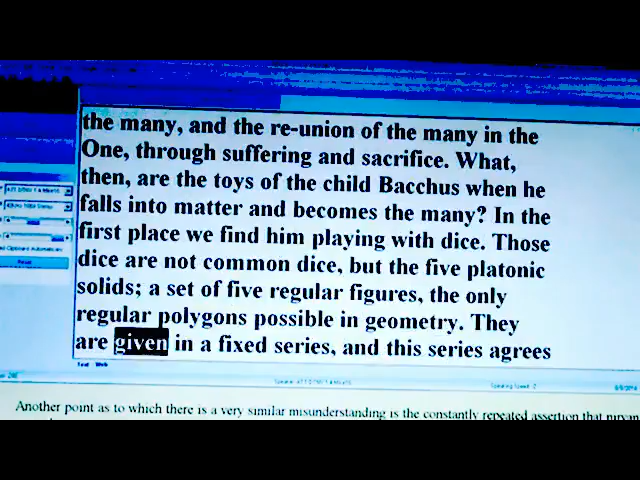 the many, and the re-union of the many in the
One, through suffering and sacrifice. What,
then, are the toys of the child Bacchus when he
falls into matter and becomes the many? In the
first place we find him playing with dice. Those
dice are not common dice, but the five platonic
solids; a set of five regular figures, the only
regular polygons possible in geometry. They
are given in a fixed series, and this series agrees
Text Web
Reset
Another point as to which there is a very similar misunderstanding is the constantly repeated assertion that